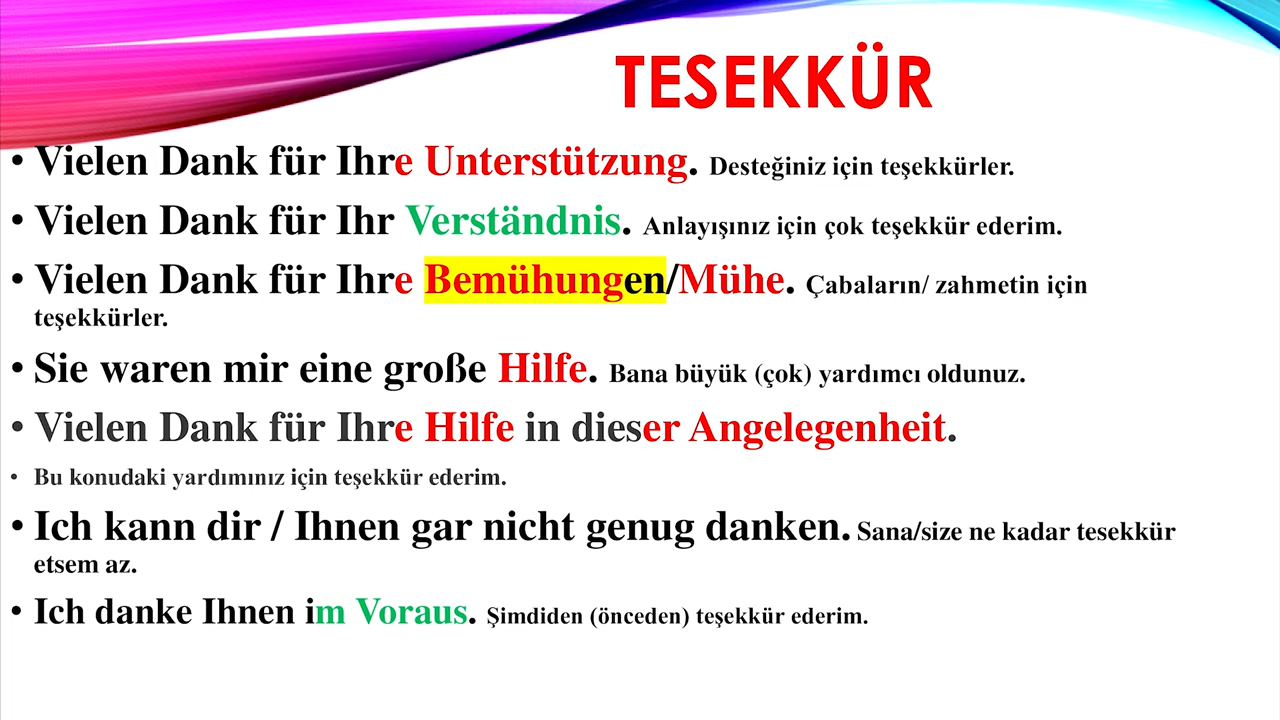 TESEKKÜR
• Vielen Dank für Ihre Unterstützung. Desteğiniz için teşekkürler.
• Vielen Dank für Ihr Verständnis. Anlayışınız için çok teşekkür ederim.
• Vielen Dank für Ihre Bemühungen/Mühe. Çabaların/ zahmetin için
teşekkürler.
• Sie waren mir eine große Hilfe. Bana büyük (çok) yardımcı oldunuz.
• Vielen Dank für Ihre Hilfe in dieser Angelegenheit.
• Bu konudaki yardımınız için teşekkür ederim.
• Ich kann dir / Ihnen gar nicht genug danken. Sana/size ne kadar tesekkür
etsem az.
• Ich danke Ihnen im Voraus. Şimdiden (önceden) teşekkür ederim.